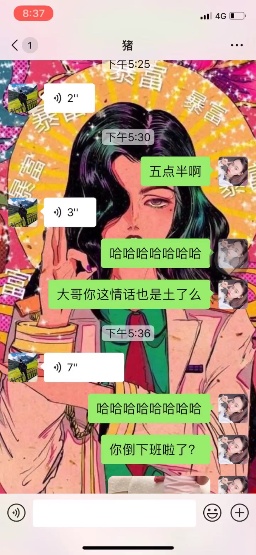 8:37
4G
1
猪
下午5:25
2"
暴富
暴富
暴富
暴富
下午5:30
五点半啊
暴富
3"
哈哈哈哈哈哈哈
大哥你这情话也是土了么
下午5:36
7"
哈哈哈哈哈哈哈哈
你倒下班啦了?